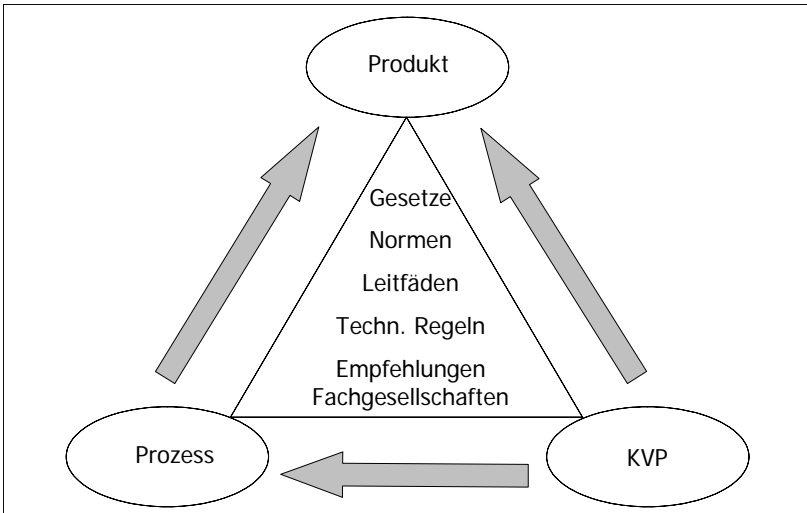 Produkt
Gesetze
Normen
Leitfäden
Techn. Regeln
Empfehlungen
Fachgesellschaften
Prozess
KVP